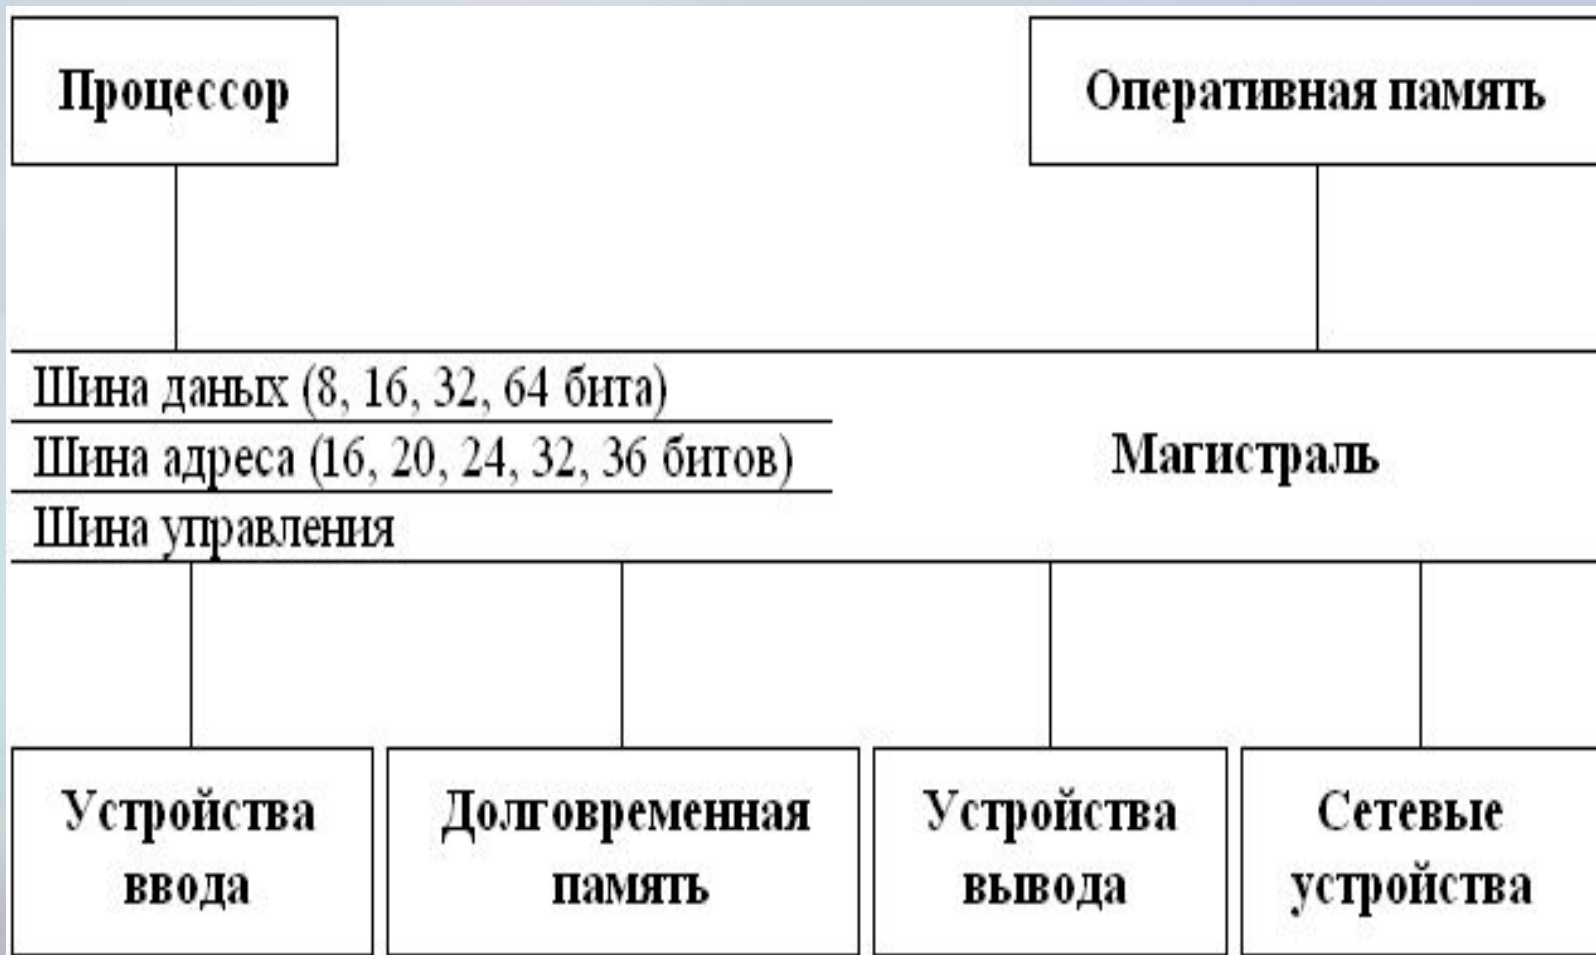 Процессор
Оперативная память
Шина даных (8, 16, 32, 64 бита)
Шина адреса (16, 20, 24, 32, 36 битов)
Шина управления
Магистраль
Устройства
ввода
Долговременная
память
Устройства
вывода
Сетевые
устройства